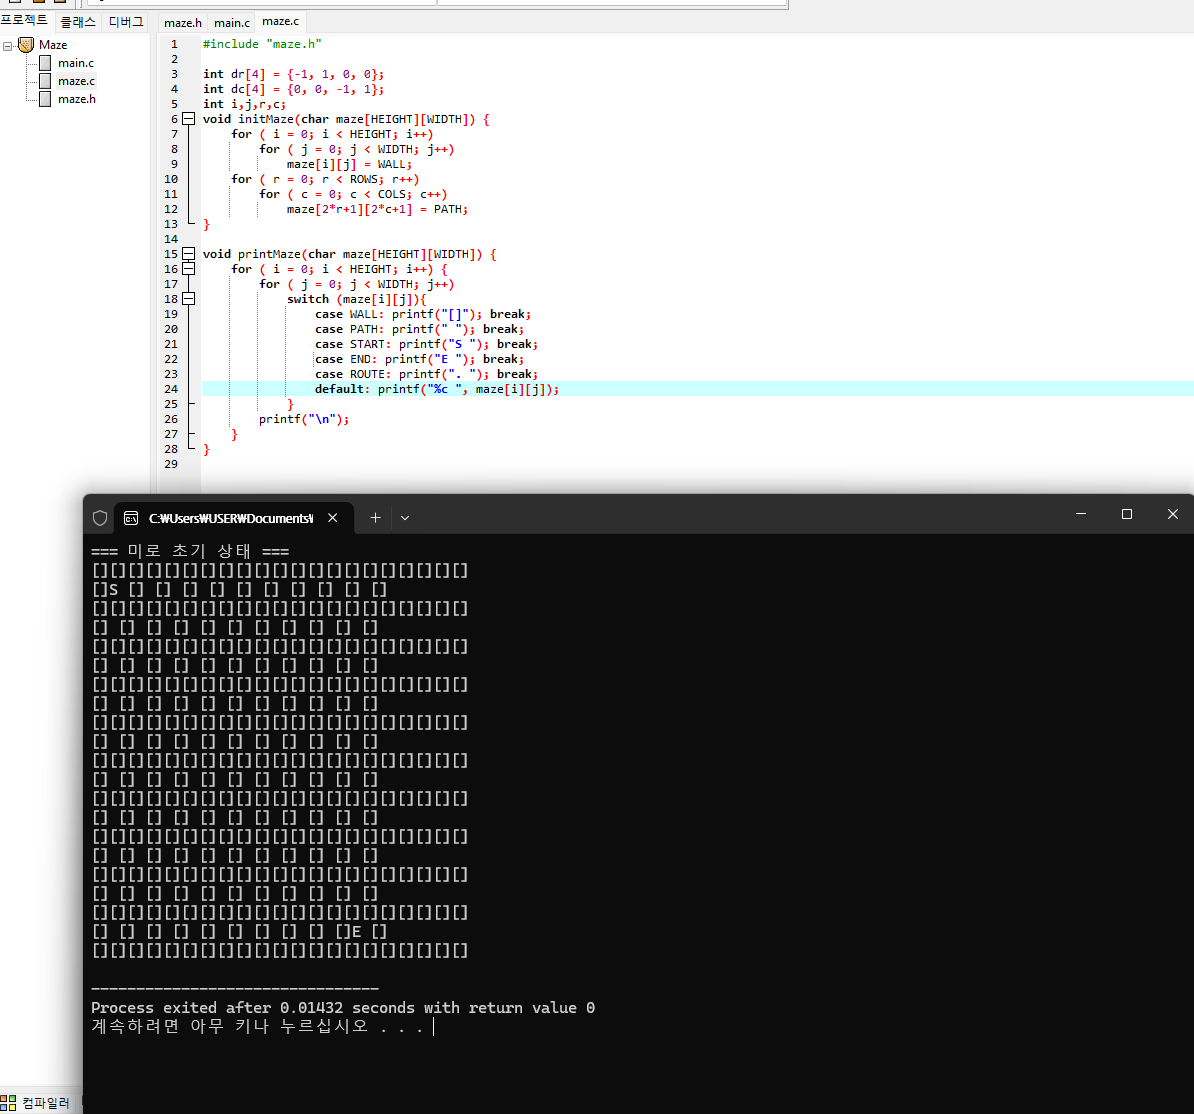 프로젝트 클래스 디버그
Maze
main.c
maze.c
maze.h
maze.h main.c maze.c
1 #include "maze.h"
2
3 int dr[4] = {-1, 1, 0, 0};
4 int dc[4] = {0, 0, -1, 1};
5 int i,j,r,c;
6 void initMaze(char maze[HEIGHT][WIDTH]) {
7     for ( i = 0; i < HEIGHT; i++)
8         for ( j = 0; j < WIDTH; j++)
9             maze[i][j] = WALL;
10     for ( r = 0; r < ROWS; r++)
11         for ( c = 0; c < COLS; c++)
12             maze[2*r+1][2*c+1] = PATH;
13 }
14
15 void printMaze(char maze[HEIGHT][WIDTH]) {
16     for ( i = 0; i < HEIGHT; i++) {
17         for ( j = 0; j < WIDTH; j++)
18             switch (maze[i][j]){
19                 case WALL: printf("[]"); break;
20                 case PATH: printf(" "); break;
21                 case START: printf("S "); break;
22                 case END: printf("E "); break;
23                 case ROUTE: printf(". "); break;
24                 default: printf("%c ", maze[i][j]);
25             }
26         printf("\n");
27     }
28 }
29
C:₩Users₩USER₩Documents₩
=== 미로 초기 상태 ===
[][][][][][][][][][][][][][][][][][][][][]
[]S [] [] [] [] [] [] [] [] [] []
[][][][][][][][][][][][][][][][][][][][][]
[] [] [] [] [] [] [] [] [] [] []
[][][][][][][][][][][][][][][][][][][][][]
[] [] [] [] [] [] [] [] [] [] []
[][][][][][][][][][][][][][][][][][][][][]
[] [] [] [] [] [] [] [] [] [] []
[][][][][][][][][][][][][][][][][][][][][]
[] [] [] [] [] [] [] [] [] [] []
[][][][][][][][][][][][][][][][][][][][][]
[] [] [] [] [] [] [] [] [] [] []
[][][][][][][][][][][][][][][][][][][][][]
[] [] [] [] [] [] [] [] [] [] []
[][][][][][][][][][][][][][][][][][][][][]
[] [] [] [] [] [] [] [] [] [] []
[][][][][][][][][][][][][][][][][][][][][]
[] [] [] [] [] [] [] [] [] [] []
[][][][][][][][][][][][][][][][][][][][][]
[] [] [] [] [] [] [] [] [] []E []
[][][][][][][][][][][][][][][][][][][][][]
--------------------------------
Process exited after 0.01432 seconds with return value 0
계속하려면 아무 키나 누르십시오 . . .
컴파일러